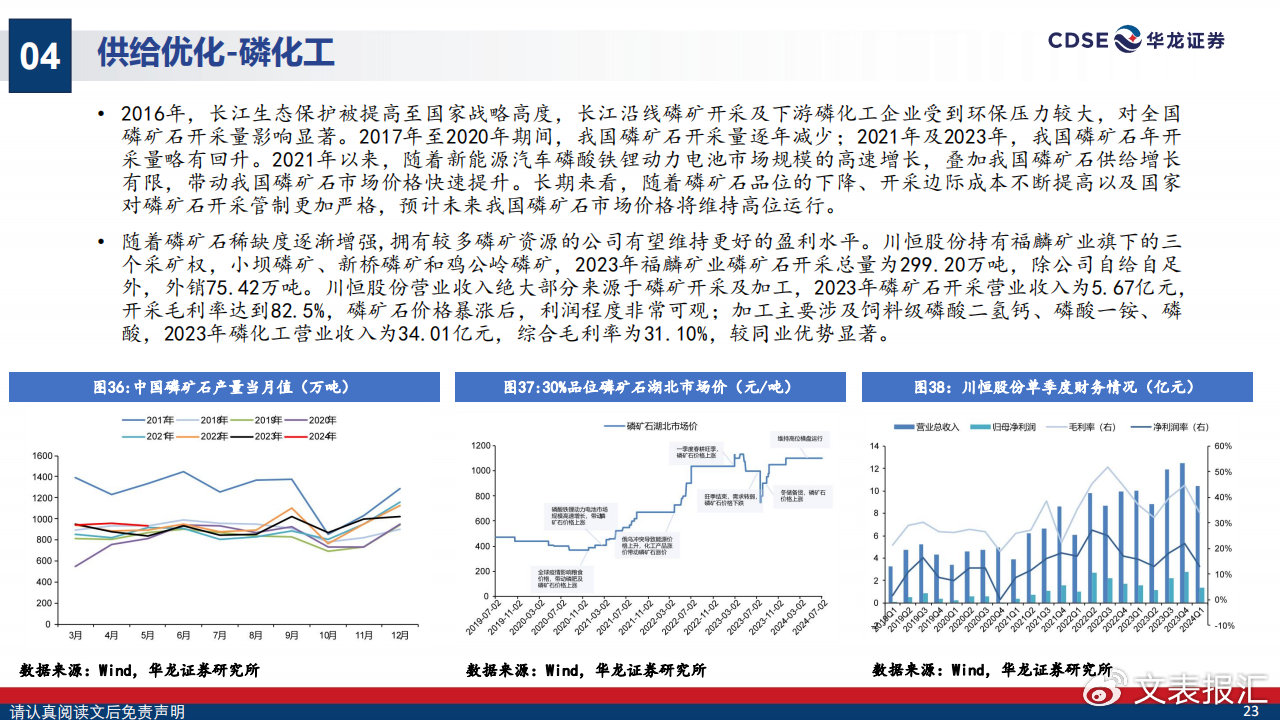 04
供给优化-磷化工
CDSE 华龙证券
• 2016年，长江生态保护被提高至国家战略高度，长江沿线磷矿开采及下游磷化工企业受到环保压力较大，对全国
磷矿石开采量影响显著。2017年至2020年期间，我国磷矿石开采量逐年减少；2021年及2023年，我国磷矿石年开
采量略有回升。2021年以来，随着新能源汽车磷酸铁锂动力电池市场规模的高速增长，叠加我国磷矿石供给增长
有限，带动我国磷矿石市场价格快速提升。长期来看，随着磷矿石品位的下降、开采边际成本不断提高以及国家
对磷矿石开采管制更加严格，预计未来我国磷矿石市场价格将维持高位运行。
• 随着磷矿石稀缺度逐渐增强,拥有较多磷矿资源的公司有望维持更好的盈利水平。川恒股份持有福麟矿业旗下的三
个采矿权，小坝磷矿、新桥磷矿和鸡公岭磷矿，2023年福麟矿业磷矿石开采总量为299.20万吨，除公司自给自足
外，外销75.42万吨。川恒股份营业收入绝大部分来源于磷矿开采及加工，2023年磷矿石开采营业收入为5.67亿元，
开采毛利率达到82.5%，磷矿石价格暴涨后，利润程度非常可观；加工主要涉及饲料级磷酸二氢钙、磷酸一铵、磷
酸，2023年磷化工营业收入为34.01亿元，综合毛利率为31.10%，较同业优势显著。
图36:中国磷矿石产量当月值（万吨）
2017年 2018年 2019年 2020年
2021年 2022年 2023年 2024年
1600
1400
1200
1000
800
600
400
200
0
3月 4月 5月 6月 7月 8月 9月 10月 11月 12月
数据来源：Wind，华龙证券研究所
图37:30%品位磷矿石湖北市场价（元/吨）
磷矿石湖北市场价
1200
1000
800
600
400
200
0
维持高位横盘运行
一季度春耕旺季，
磷矿石价格上涨
旺季结束，需求转弱，
磷矿石价格下跌
冬储备货，磷矿石
价格上涨
磷酸铁锂动力电池市场
规模高速增长，带动磷
矿石价格上涨
俄乌冲突导致能源价
格上升，化工产品涨
价带动磷矿石涨价
全球疫情影响粮食
价格，带动磷肥及
磷矿石价格上涨
2019-07-02 2019-11-02 2020-03-02 2020-07-02 2020-11-02 2021-03-02 2021-07-02 2021-11-02 2022-03-02 2022-07-02 2022-11-02 2023-03-02 2023-07-02 2023-11-02 2024-03-02 2024-07-02
数据来源：Wind，华龙证券研究所
图38：川恒股份单季度财务情况（亿元）
营业总收入 归母净利润 毛利率（右） 净利润率（右）
14
12
10
8
6
4
2
0
60%
50%
40%
30%
20%
10%
0%
-10%
2019Q1 2019Q2 2019Q3 2019Q4 2020Q1 2020Q2 2020Q3 2020Q4 2021Q1 2021Q2 2021Q3 2021Q4 2022Q1 2022Q2 2022Q3 2022Q4 2023Q1 2023Q2 2023Q3 2023Q4 2024Q1
数据来源：Wind，华龙证券研究所
文表报汇
请认真阅读文后免责声明
23